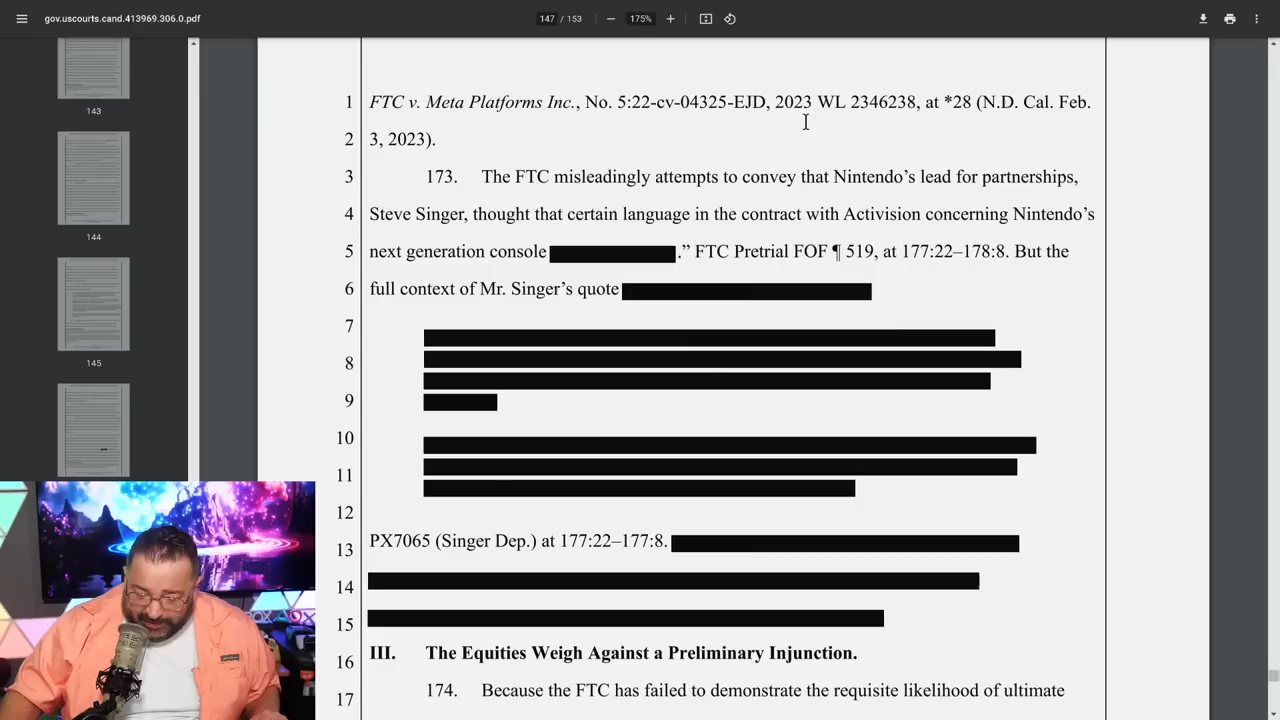 gov.uscourts.cand.413969.306.0.pdf
147 / 153
175%
143
144
145
1 FTC v. Meta Platforms Inc., No. 5:22-cv-04325-EJD, 2023 WL 2346238, at *28 (N.D. Cal. Feb.
2 3, 2023).
3 173. The FTC misleadingly attempts to convey that Nintendo’s lead for partnerships,
4 Steve Singer, thought that certain language in the contract with Activision concerning Nintendo’s
5 next generation console .” FTC Pretrial FOF ¶ 519, at 177:22–178:8. But the
6 full context of Mr. Singer’s quote
7
8
9
10
11
12
13 PX7065 (Singer Dep.) at 177:22–177:8.
14
15
16 III. The Equities Weigh Against a Preliminary Injunction.
17 174. Because the FTC has failed to demonstrate the requisite likelihood of ultimate